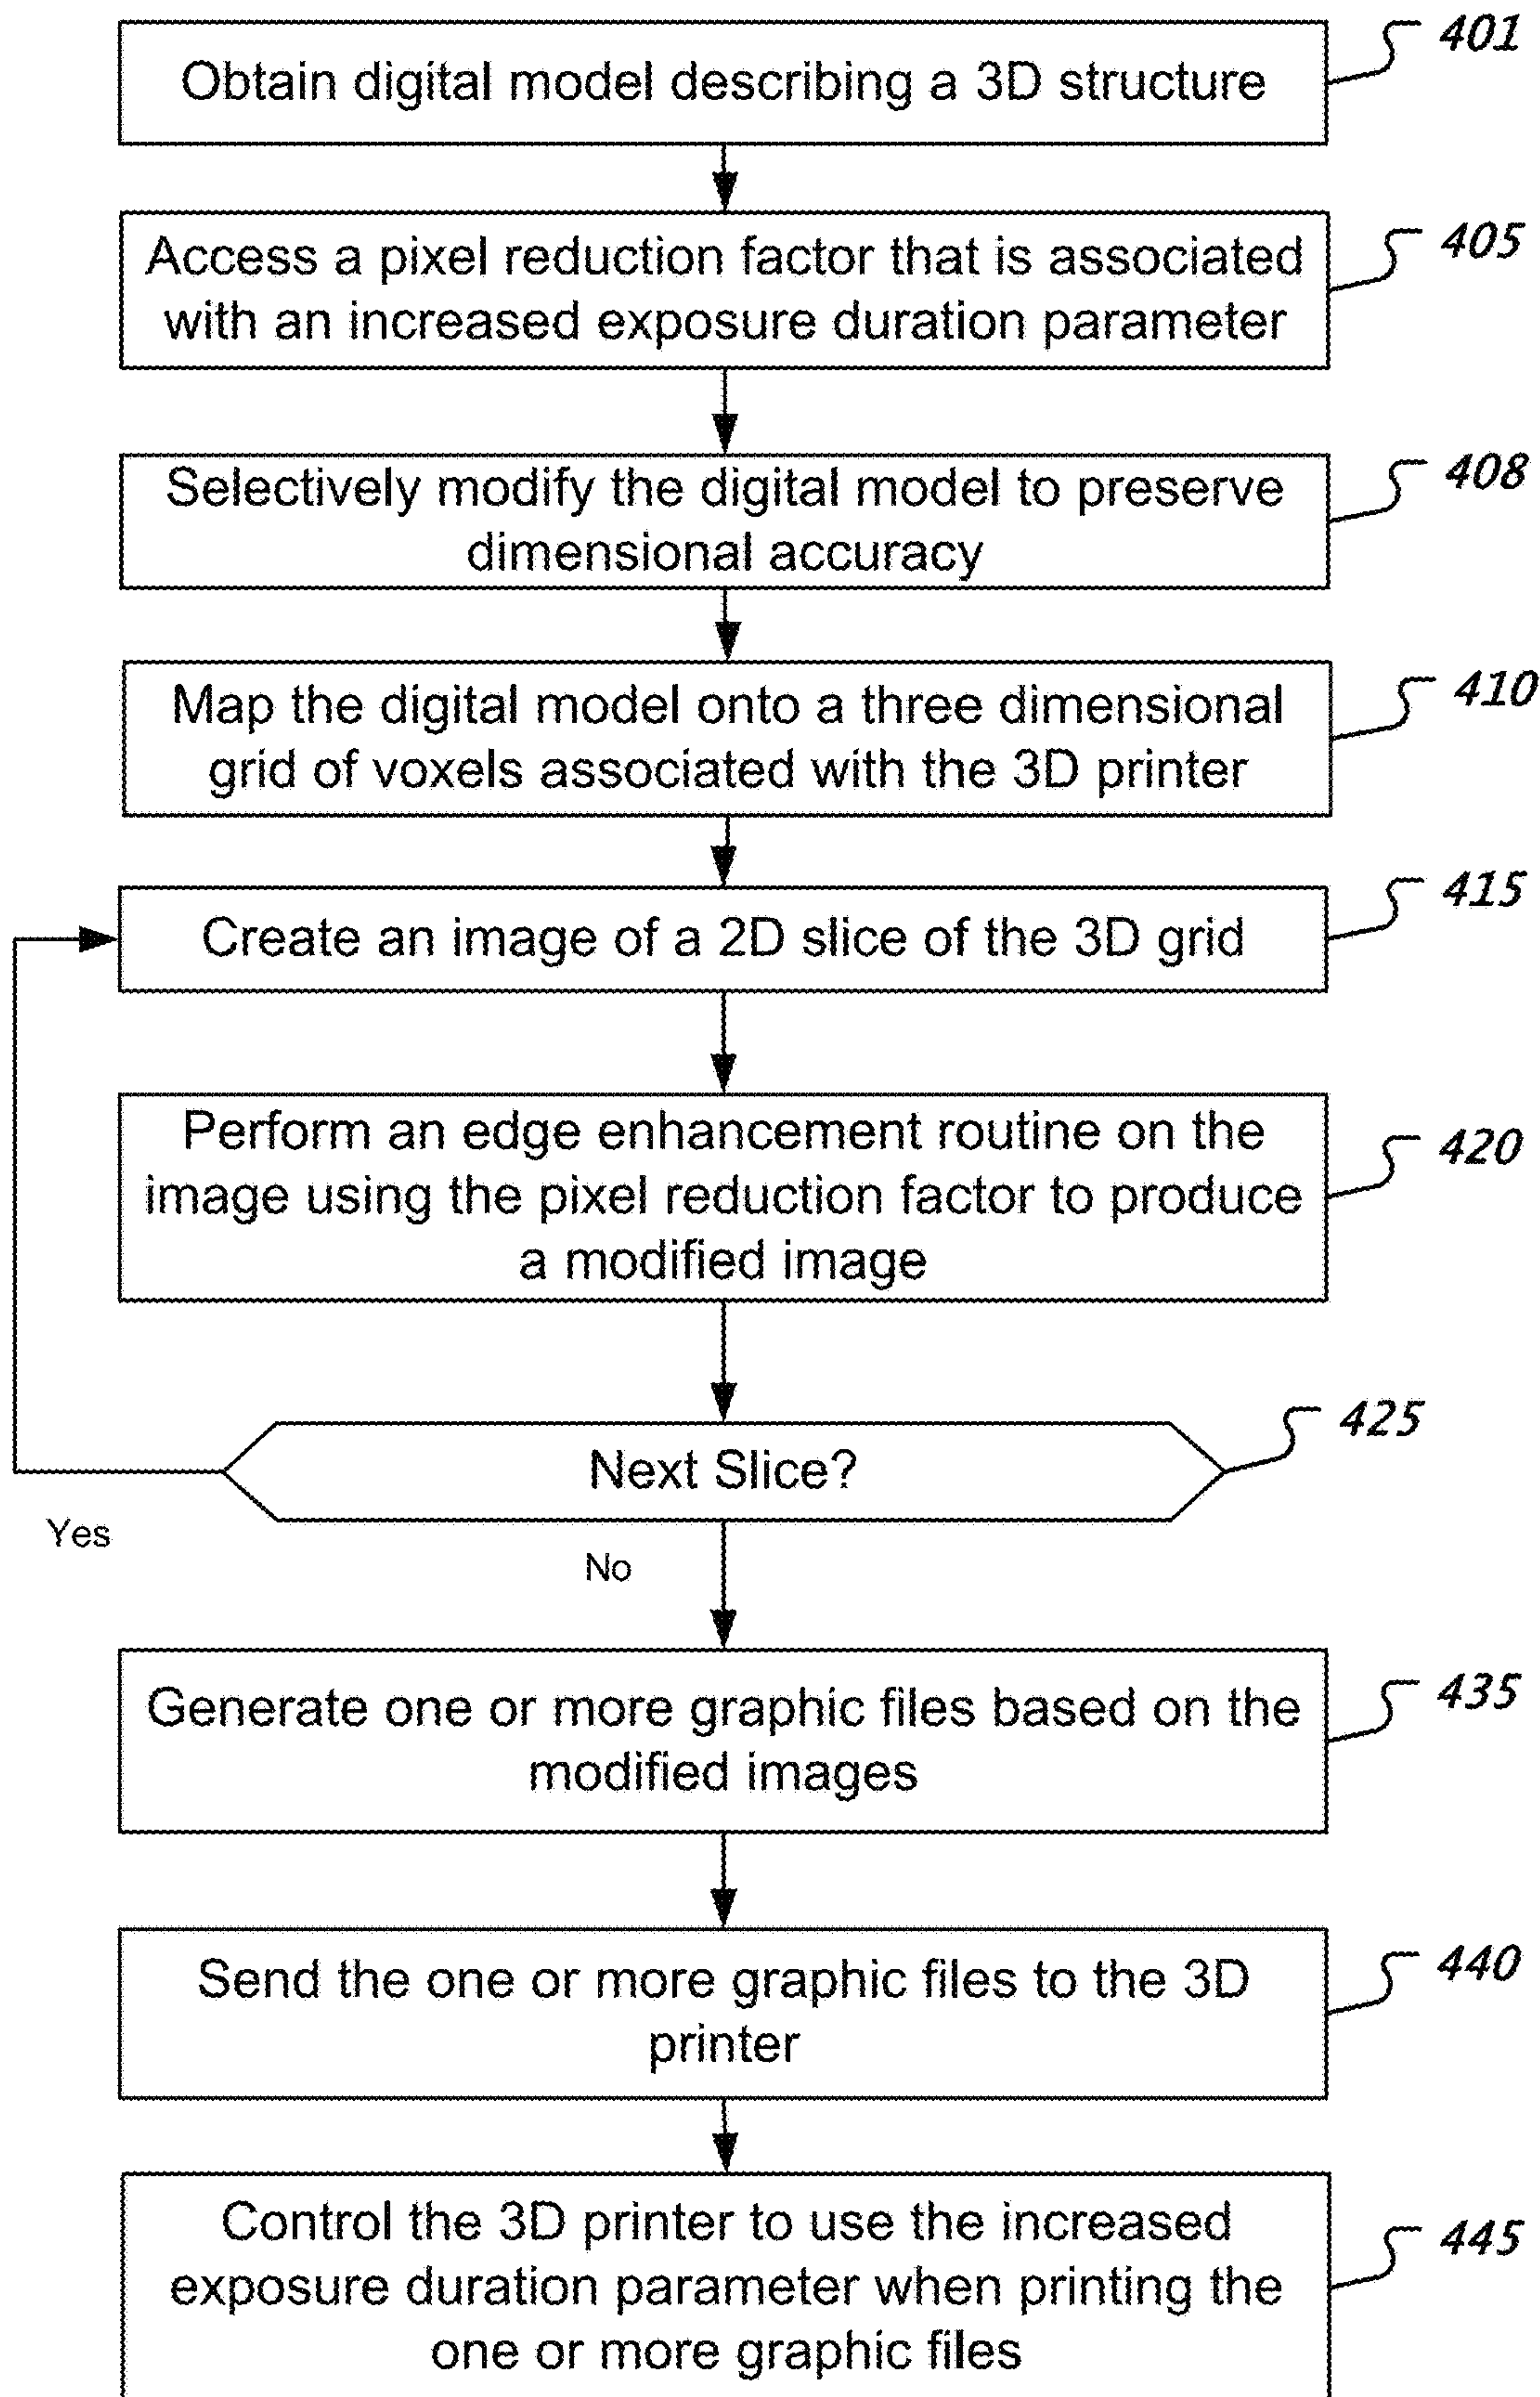 Obtain digital model describing a 3D structure
401
Access a pixel reduction factor that is associated
with an increased exposure duration parameter
405
Selectively modify the digital model to preserve
dimensional accuracy
408
Map the digital model onto a three dimensional
grid of voxels associated with the 3D printer
410
Create an image of a 2D slice of the 3D grid
415
Perform an edge enhancement routine on the
image using the pixel reduction factor to produce
a modified image
420
Next Slice?
425
Yes
No
Generate one or more graphic files based on the
modified images
435
Send the one or more graphic files to the 3D
printer
440
Control the 3D printer to use the increased
exposure duration parameter when printing the
one or more graphic files
445